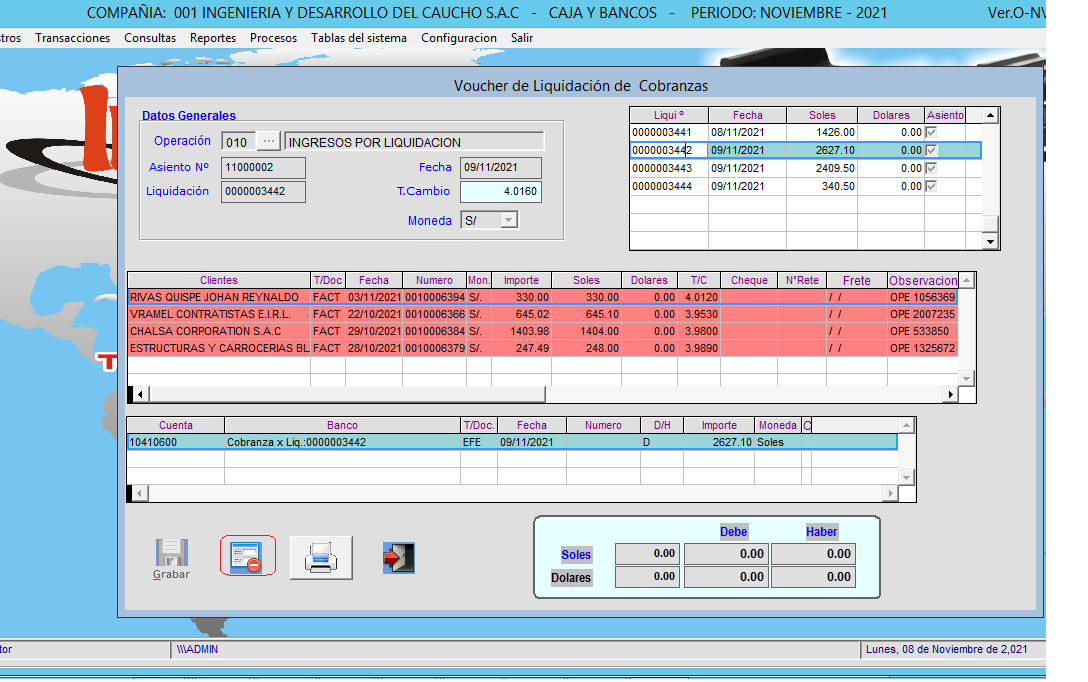 COMPAÑIA:  001 INGENIERIA Y DESARROLLO DEL CAUCHO S.A.C  -  CAJA Y BANCOS  -  PERIODO: NOVIEMBRE - 2021 Ver.O-NV
tros Transacciones Consultas Reportes Procesos Tablas del sistema Configuracion Salir
Voucher de Liquidación de  Cobranzas
Datos Generales
Operación 010 ... INGRESOS POR LIQUIDACION
Asiento Nº 11000002 Fecha 09/11/2021
Liquidación 0000003442 T.Cambio 4.0160
Moneda S/
Liqui º Fecha Soles Dolares Asiento
0000003441 08/11/2021 1426.00 0.00
0000003442 09/11/2021 2627.10 0.00
0000003443 09/11/2021 2409.50 0.00
0000003444 09/11/2021 340.50 0.00
Clientes T/Doc Fecha Numero Mon. Importe Soles Dolares T/C Cheque NºRete Frete Observacion
RIVAS QUISPE JOHAN REYNALDO FACT 03/11/2021 0010006394 S/. 330.00 330.00 0.00 4.0120 / / OPE 1056369
VRAMEL CONTRATISTAS E.I.R.L. FACT 22/10/2021 0010006366 S/. 645.02 645.10 0.00 3.9530 / / OPE 2007235
CHALSA CORPORATION S.A.C FACT 29/10/2021 0010006384 S/. 1403.98 1404.00 0.00 3.9800 / / OPE 533850
ESTRUCTURAS Y CARROCERIAS BL FACT 28/10/2021 0010006379 S/. 247.49 248.00 0.00 3.9890 / / OPE 1325672
T
Cuenta Banco T/Doc. Fecha Numero D/H Importe Moneda C
10410600 Cobranza x Liq.:0000003442 EFE 09/11/2021 D 2627.10 Soles
Grabar
Debe Haber
Soles 0.00 0.00 0.00
Dolares 0.00 0.00 0.00
tor \\\ADMIN Lunes, 08 de Noviembre de 2,021